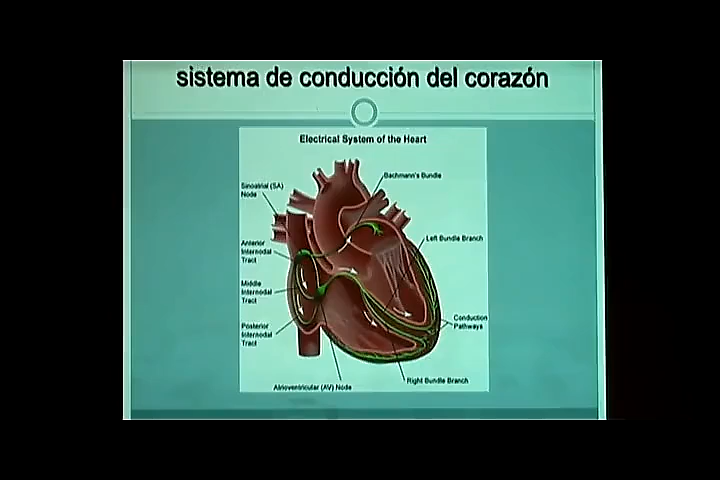 sistema de conducción del corazón
Electrical System of the Heart
Bachmann's Bundle
Sinoatrial (SA)
Node
Anterior
Internodal
Tract
Left Bundle Branch
Middle
Internodal
Tract
Posterior
Internodal
Tract
Conduction
Pathways
Right Bundle Branch
Atrioventricular (AV) Node